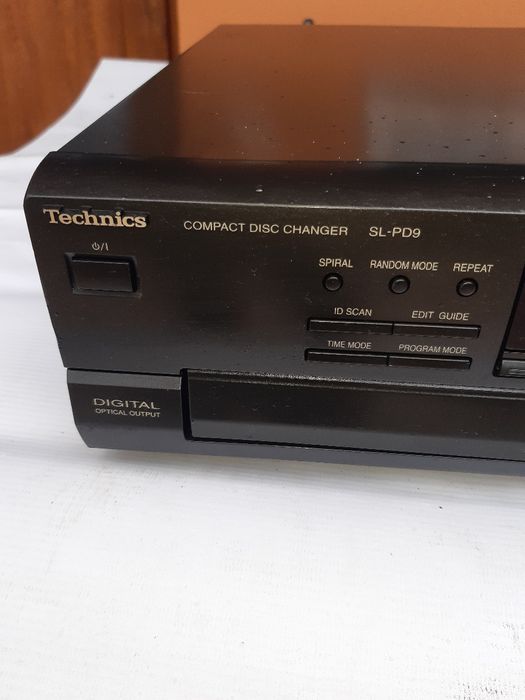 Technics
COMPACT DISC CHANGER SL-PD9
⏻/I
SPIRAL RANDOM MODE REPEAT
ID SCAN EDIT GUIDE
TIME MODE PROGRAM MODE
DIGITAL
OPTICAL OUTPUT